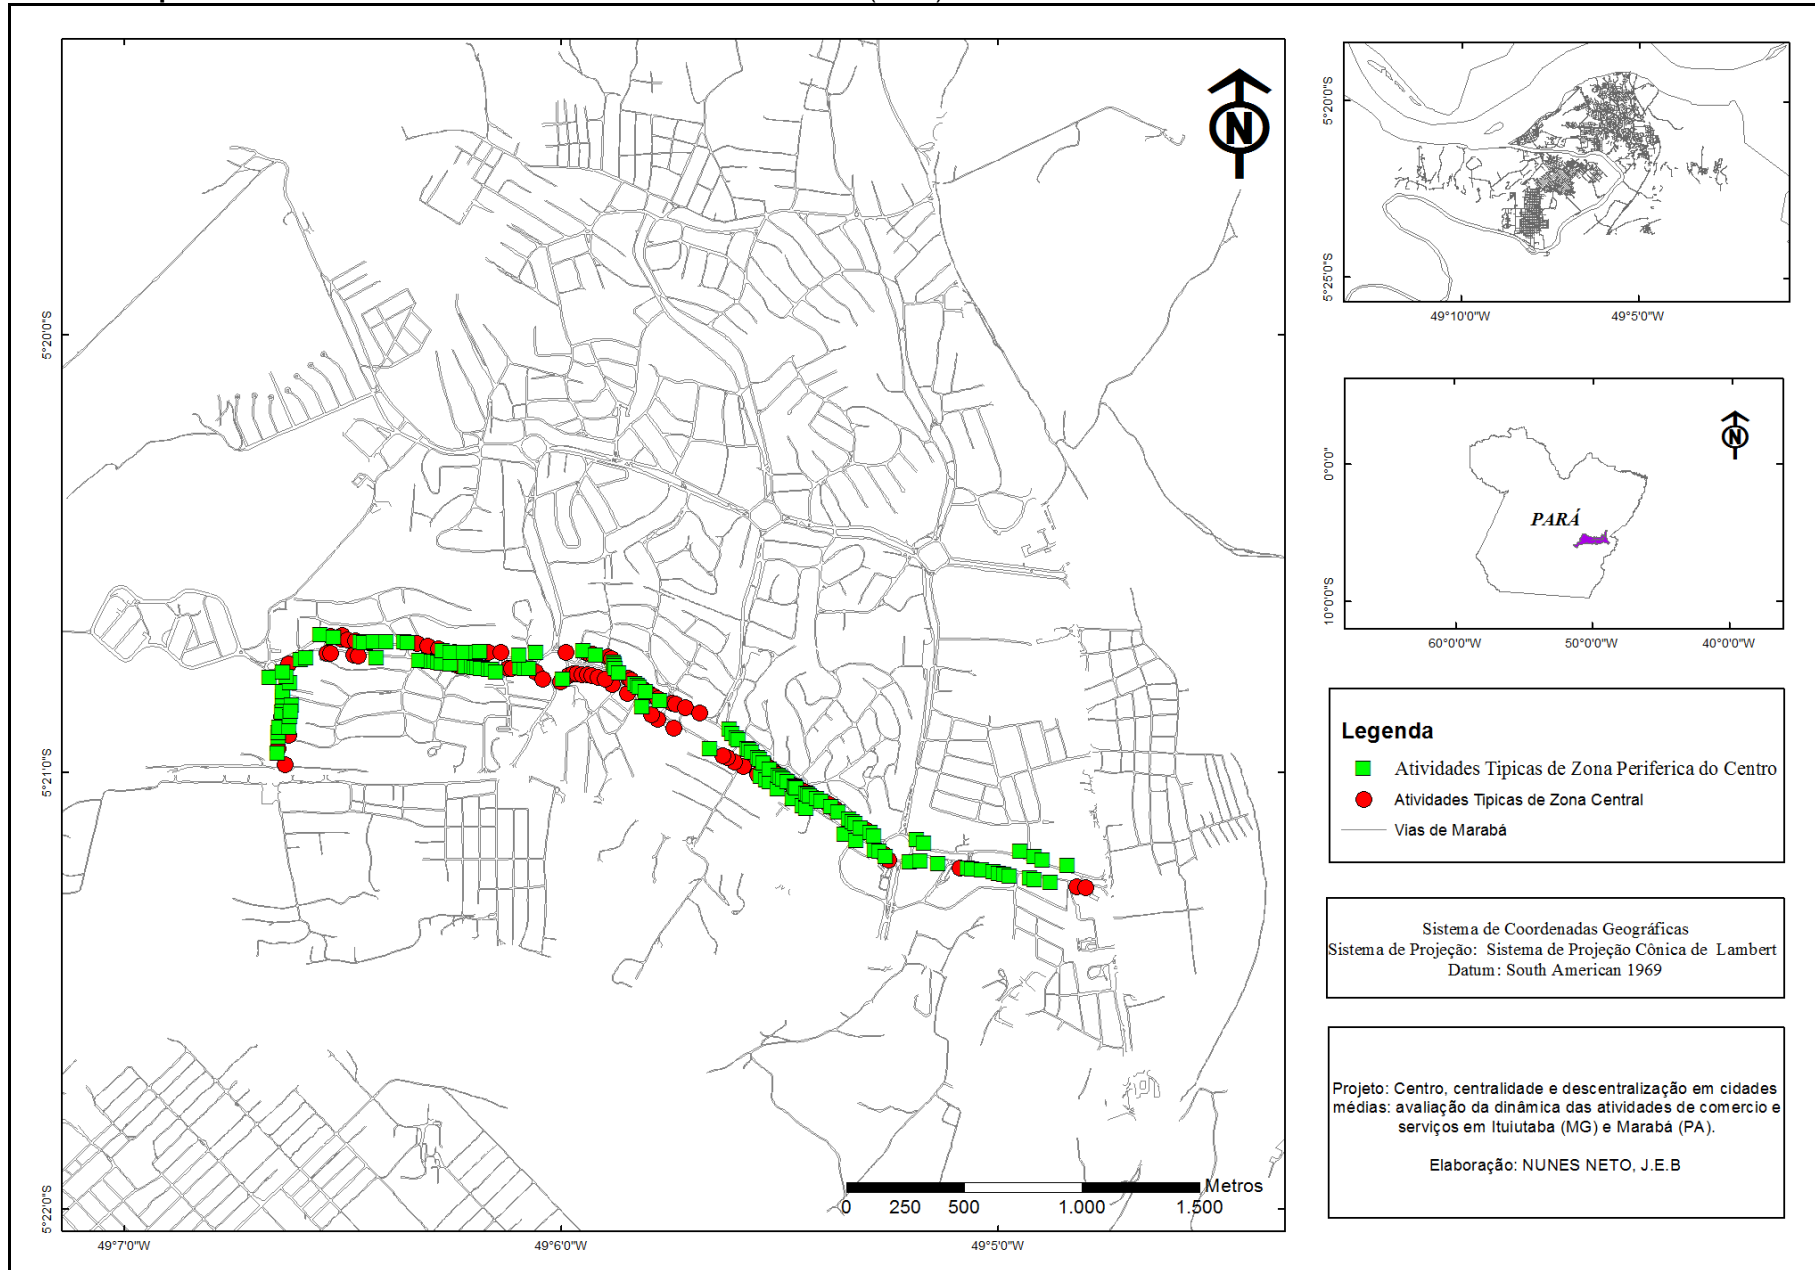 N
5°20'0"S
5°21'0"S
5°22'0"S
49°7'0"W
49°6'0"W
49°5'0"W
Metros
0
250
500
1.000
1.500
5°20'0"S
5°25'0"S
49°10'0"W
49°5'0"W
N
PARÁ
0°0'0"
10°0'0"S
60°0'0"W
50°0'0"W
40°0'0"W
Legenda
Atividades Tipicas de Zona Periferica do Centro
Atividades Tipicas de Zona Central
Vias de Marabá
Sistema de Coordenadas Geográficas
Sistema de Projeção: Sistema de Projeção Cônica de Lambert
Datum: South American 1969
Projeto: Centro, centralidade e descentralização em cidades
médias: avaliação da dinâmica das atividades de comercio e
serviços em Ituiutaba (MG) e Marabá (PA).
Elaboração: NUNES NETO, J.E.B